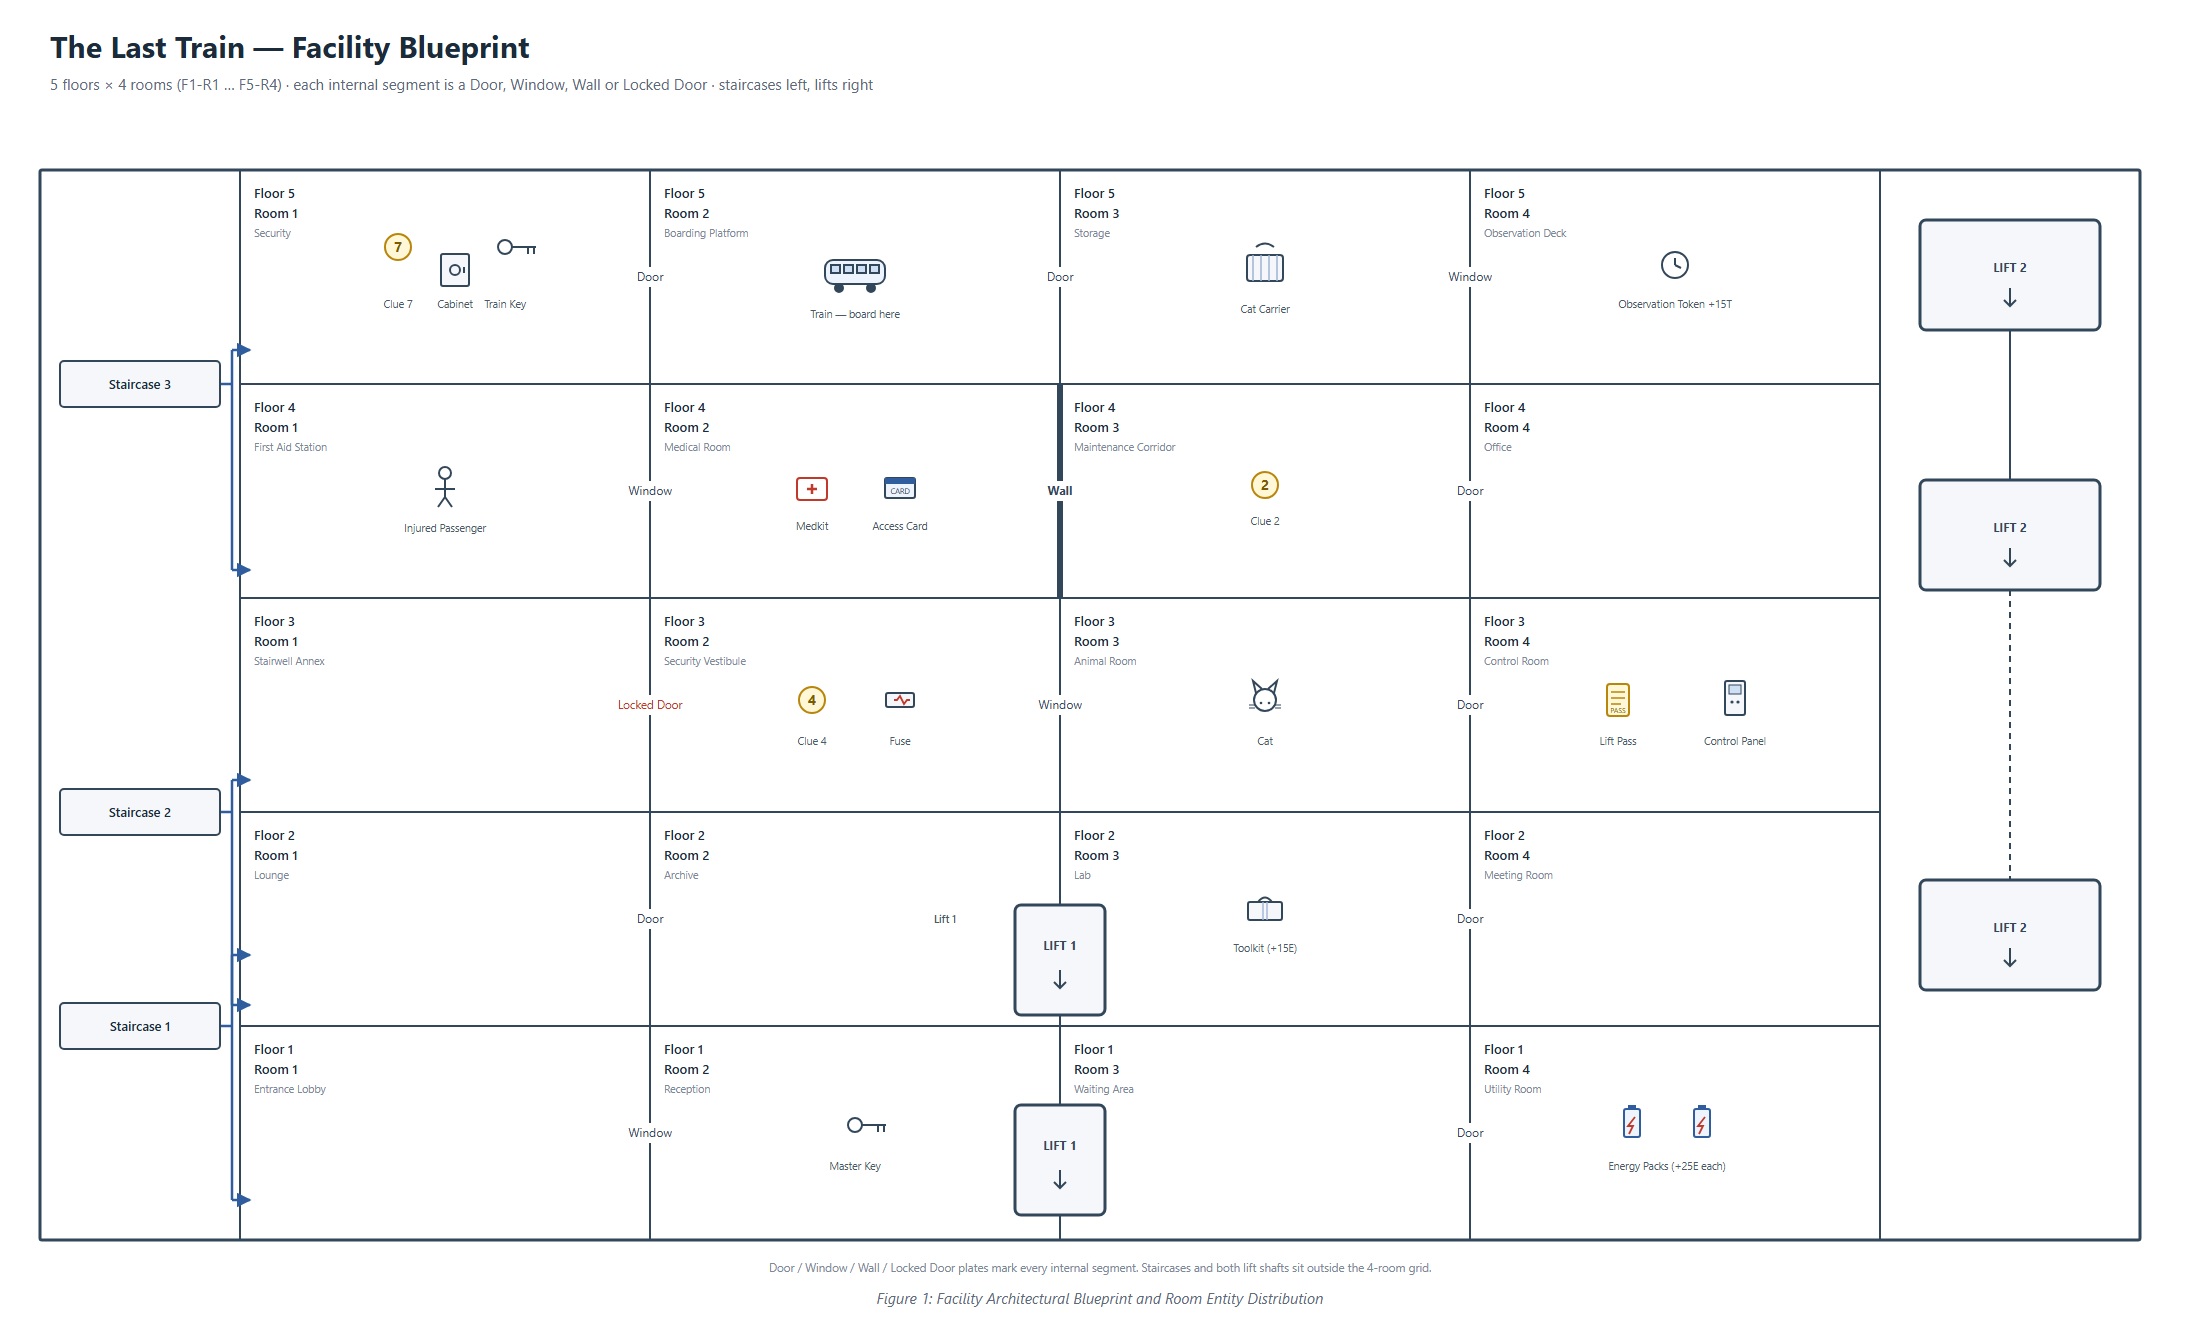 The Last Train — Facility Blueprint
5 floors × 4 rooms (F1-R1 ... F5-R4) · each internal segment is a Door, Window, Wall or Locked Door · staircases left, lifts right
Floor 5
Room 1
Security
7
Clue 7
Cabinet
Train Key
Door
Floor 5
Room 2
Boarding Platform
Train — board here
Door
Floor 5
Room 3
Storage
Cat Carrier
Window
Floor 5
Room 4
Observation Deck
Observation Token +15T
LIFT 2
Staircase 3
Floor 4
Room 1
First Aid Station
Injured Passenger
Window
Floor 4
Room 2
Medical Room
Medkit
CARD
Access Card
Wall
Floor 4
Room 3
Maintenance Corridor
2
Clue 2
Door
Floor 4
Room 4
Office
LIFT 2
Floor 3
Room 1
Stairwell Annex
Locked Door
Floor 3
Room 2
Security Vestibule
4
Clue 4
Fuse
Window
Floor 3
Room 3
Animal Room
Cat
Door
Floor 3
Room 4
Control Room
PASS
Lift Pass
Control Panel
Staircase 2
Floor 2
Room 1
Lounge
Door
Floor 2
Room 2
Archive
Lift 1
LIFT 1
Floor 2
Room 3
Lab
Toolkit (+15E)
Door
Floor 2
Room 4
Meeting Room
LIFT 2
Staircase 1
Floor 1
Room 1
Entrance Lobby
Window
Floor 1
Room 2
Reception
Master Key
LIFT 1
Floor 1
Room 3
Waiting Area
Door
Floor 1
Room 4
Utility Room
Energy Packs (+25E each)
Door / Window / Wall / Locked Door plates mark every internal segment. Staircases and both lift shafts sit outside the 4-room grid.
Figure 1: Facility Architectural Blueprint and Room Entity Distribution